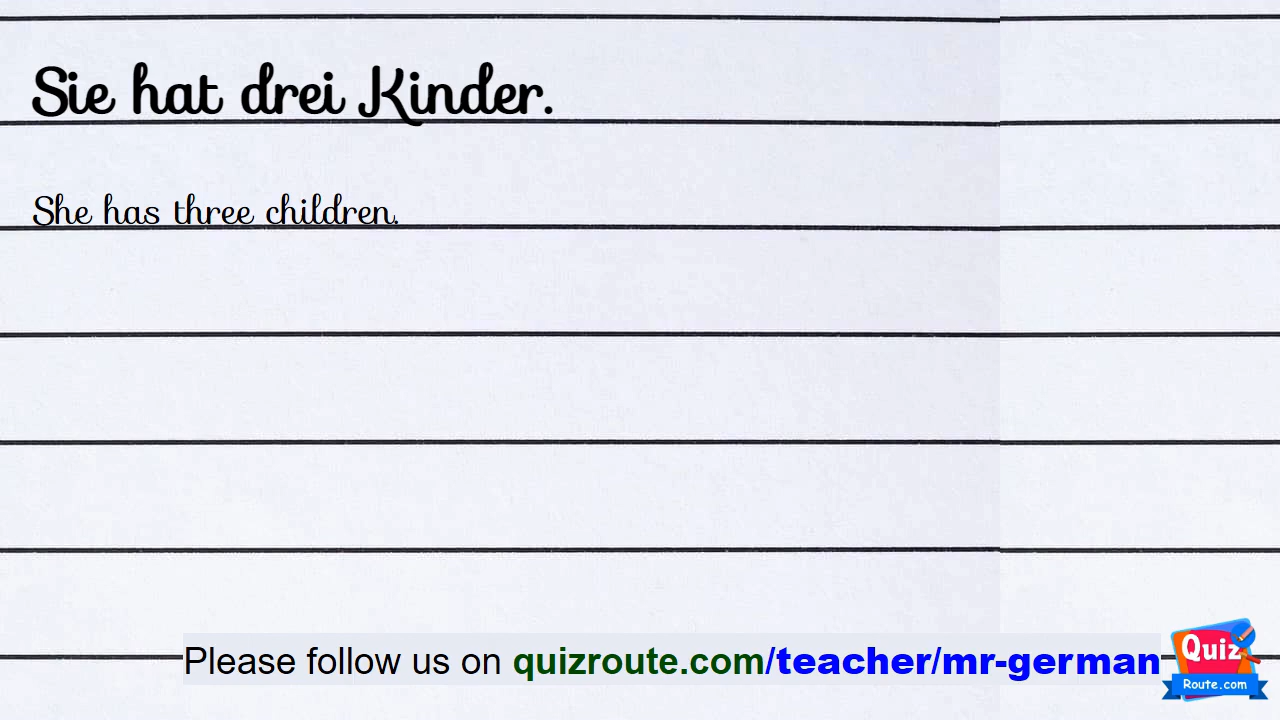 Sie hat drei Kinder.
She has three children.
Please follow us on quizroute.com/teacher/mr-german
Quiz
Route.com